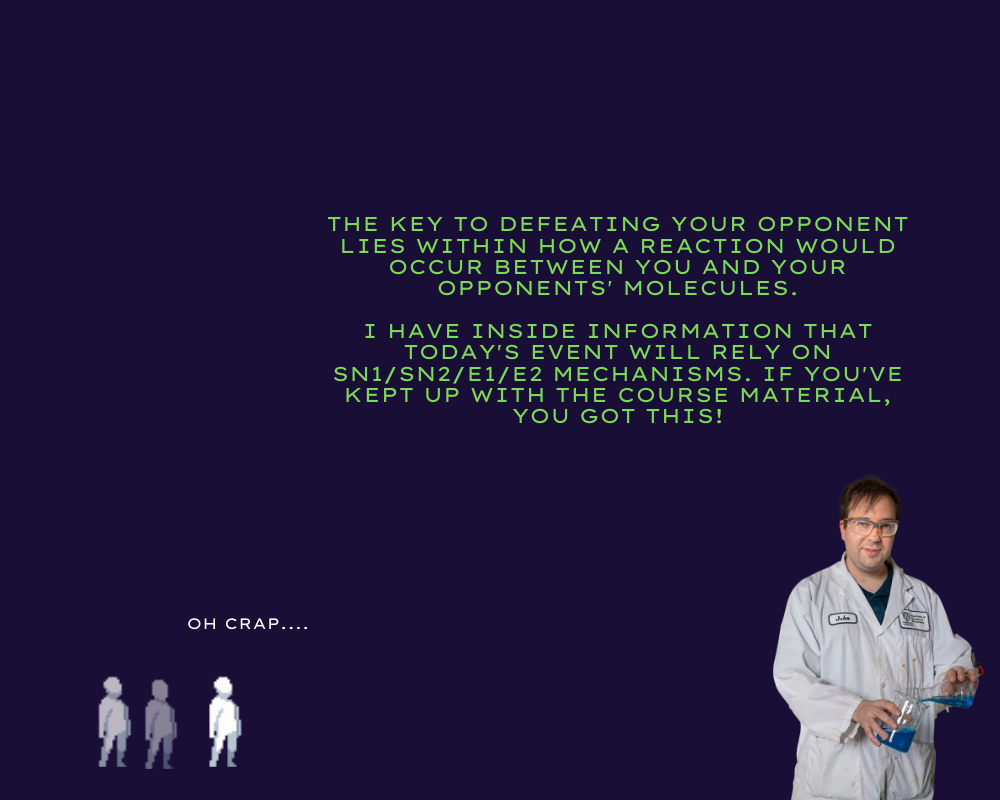 THE KEY TO DEFEATING YOUR OPPONENT
LIES WITHIN HOW A REACTION WOULD
OCCUR BETWEEN YOU AND YOUR
OPPONENTS' MOLECULES.
I HAVE INSIDE INFORMATION THAT
TODAY'S EVENT WILL RELY ON
SN1/SN2/E1/E2 MECHANISMS. IF YOU'VE
KEPT UP WITH THE COURSE MATERIAL,
YOU GOT THIS!
OH CRAP....
John